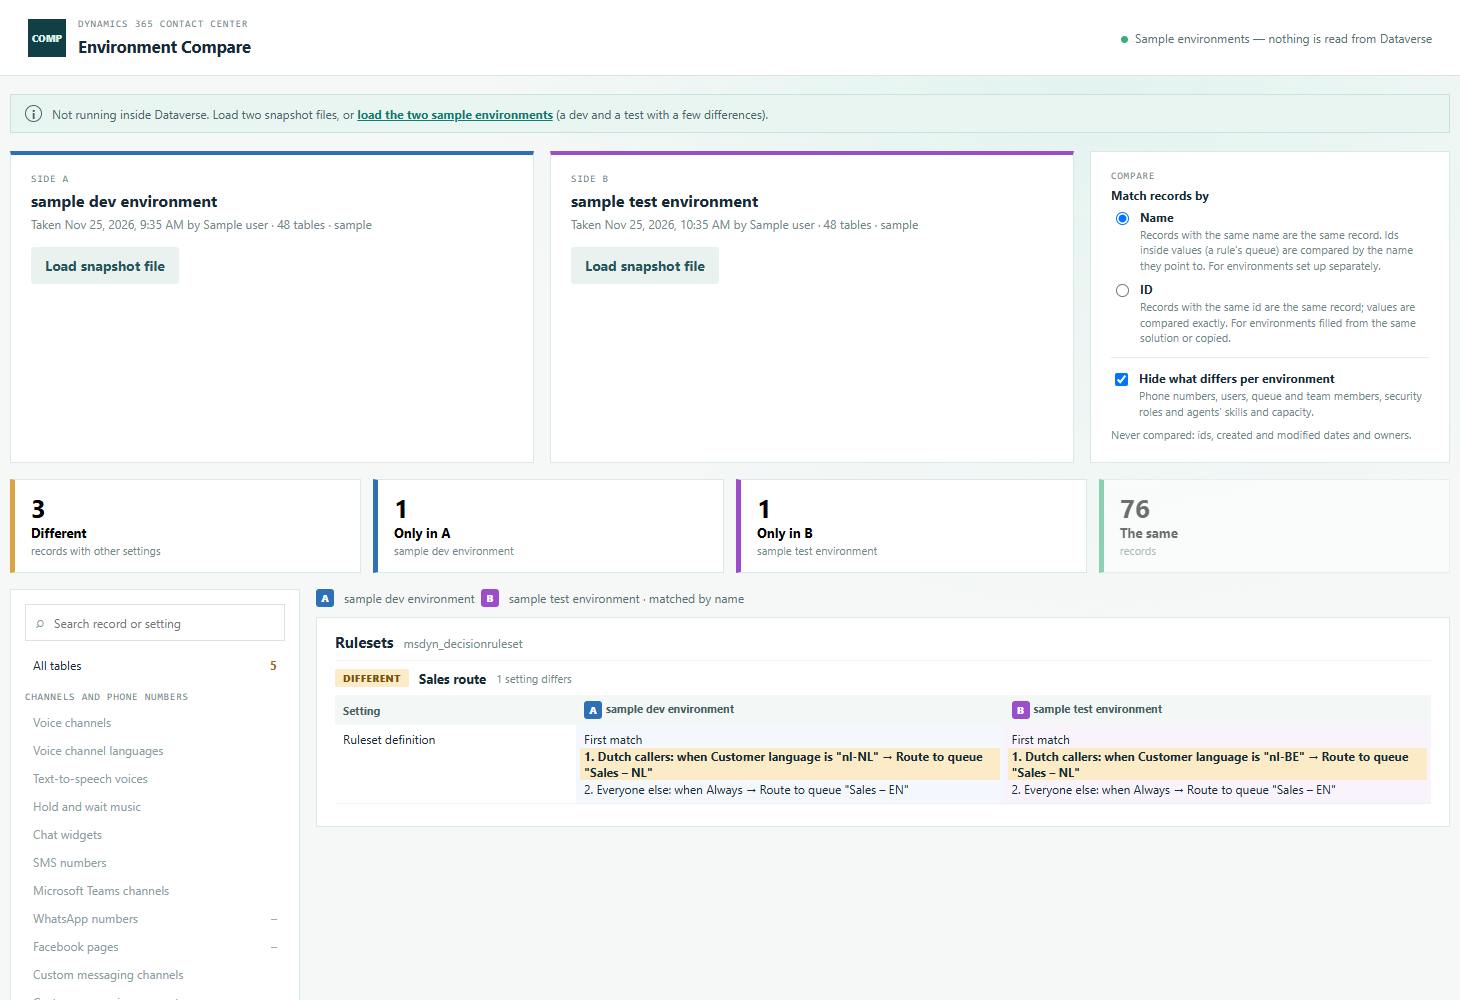 COMP
DYNAMICS 365 CONTACT CENTER
Environment Compare
Sample environments — nothing is read from Dataverse
Not running inside Dataverse. Load two snapshot files, or load the two sample environments (a dev and a test with a few differences).
SIDE A
sample dev environment
Taken Nov 25, 2026, 9:35 AM by Sample user · 48 tables · sample
Load snapshot file
SIDE B
sample test environment
Taken Nov 25, 2026, 10:35 AM by Sample user · 48 tables · sample
Load snapshot file
COMPARE
Match records by
Name
Records with the same name are the same record. Ids
inside values (a rule's queue) are compared by the name
they point to. For environments set up separately.
ID
Records with the same id are the same record; values are
compared exactly. For environments filled from the same
solution or copied.
Hide what differs per environment
Phone numbers, users, queue and team members, security
roles and agents' skills and capacity.
Never compared: ids, created and modified dates and owners.
3
Different
records with other settings
1
Only in A
sample dev environment
1
Only in B
sample test environment
76
The same
records
Search record or setting
All tables 5
CHANNELS AND PHONE NUMBERS
Voice channels
Voice channel languages
Text-to-speech voices
Hold and wait music
Chat widgets
SMS numbers
Microsoft Teams channels
WhatsApp numbers –
Facebook pages –
Custom messaging channels
A sample dev environment B sample test environment · matched by name
Rulesets msdyn_decisionruleset
DIFFERENT Sales route 1 setting differs
Setting A sample dev environment B sample test environment
Ruleset definition
First match
1. Dutch callers: when Customer language is "nl-NL" → Route to queue
"Sales – NL"
2. Everyone else: when Always → Route to queue "Sales – EN"
First match
1. Dutch callers: when Customer language is "nl-BE" → Route to queue
"Sales – NL"
2. Everyone else: when Always → Route to queue "Sales – EN"